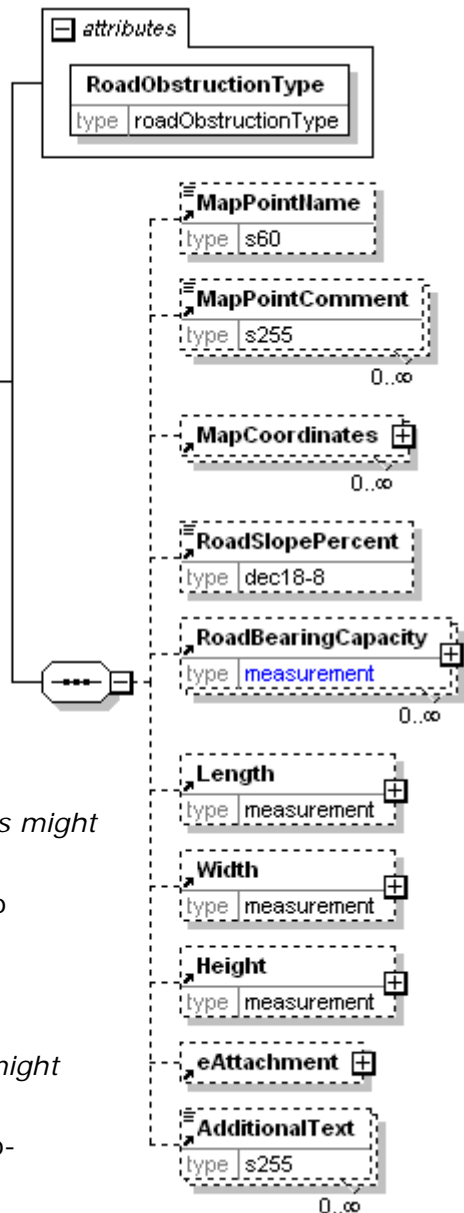 attributes
RoadObstructionType
type roadObstructionType
MapPointName
type s60
MapPointComment
type s255
0..∞
MapCoordinates
0..∞
RoadSlopePercent
type dec18-8
RoadBearingCapacity
type measurement
0..∞
Length
type measurement
s might
Width
type measurement
Height
type measurement
might
eAttachment
AdditionalText
type s255
0..∞